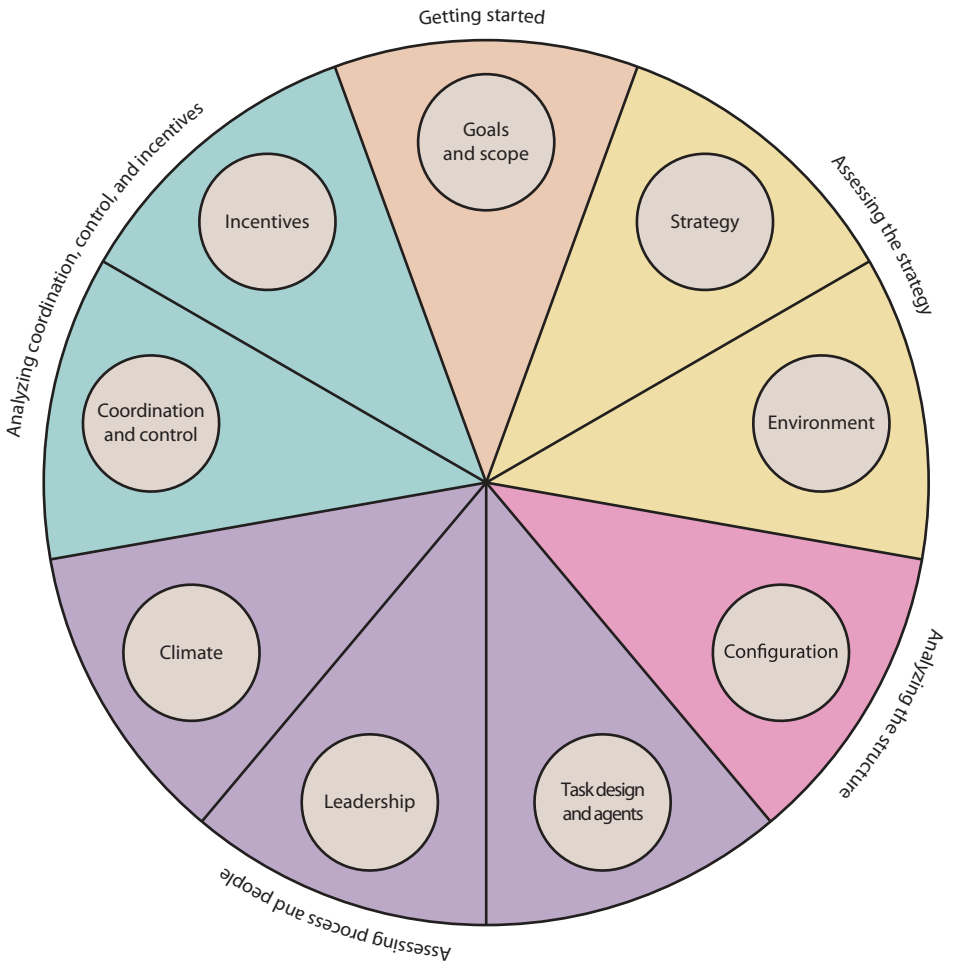 Getting started
Goals
and scope
Assessing the strategy
Strategy
Environment
Analyzing the structure
Configuration
Assessing process and people
Task design
and agents
Leadership
Climate
Analyzing coordination, control, and incentives
Coordination
and control
Incentives